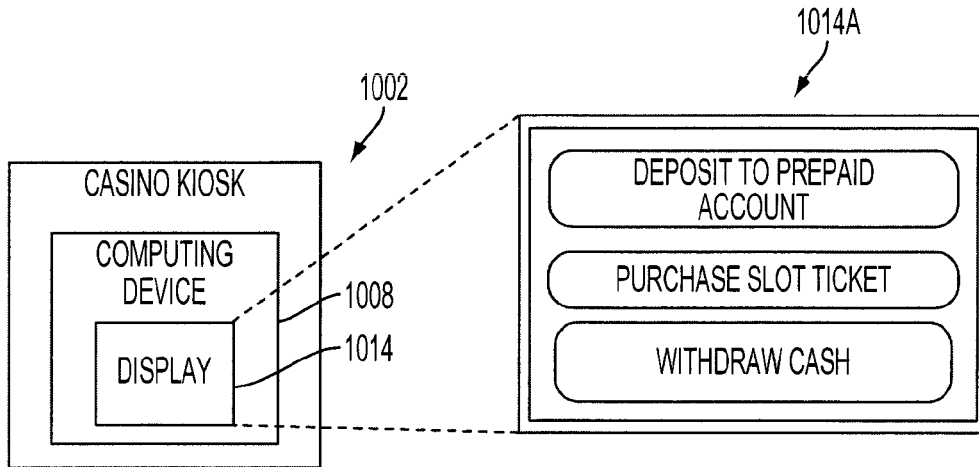 1014A
1002
CASINO KIOSK
COMPUTING
DEVICE
1008
1014
DISPLAY
DEPOSIT TO PREPAID
ACCOUNT
PURCHASE SLOT TICKET
WITHDRAW CASH